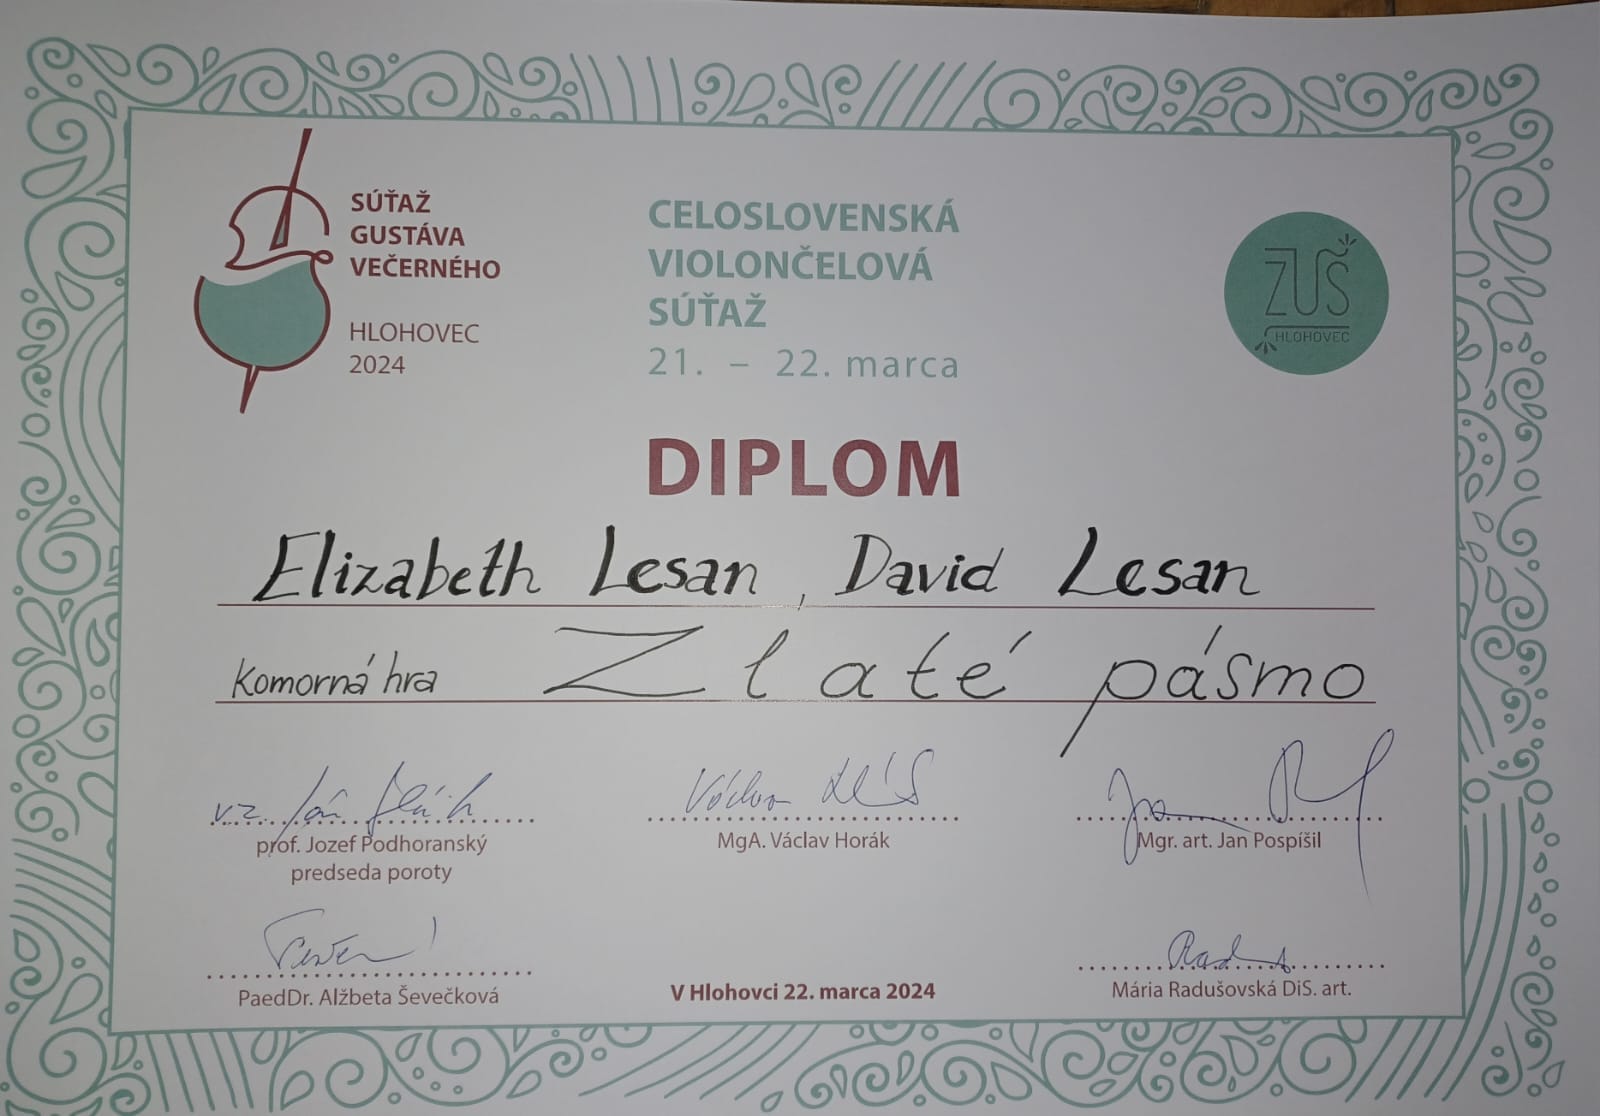 SÚŤAŽ
GUSTÁVA
VEČERNÉHO
HLOHOVEC
2024
CELOSLOVENSKÁ
VIOLONČELOVÁ
SÚŤAŽ
21. – 22. marca
ZUŠ
HLOHOVEC
DIPLOM
Elizabeth Lesan, David Lesan
Komorná hra Zlaté pásmo
v.z. Ján
prof. Jozef Podhoranský
predseda poroty
Václav
MgA. Václav Horák
Mgr. art. Jan Pospíšil
PaedDr. Alžbeta Ševečková
V Hlohovci 22. marca 2024
Mária Radušovská DiS. art.